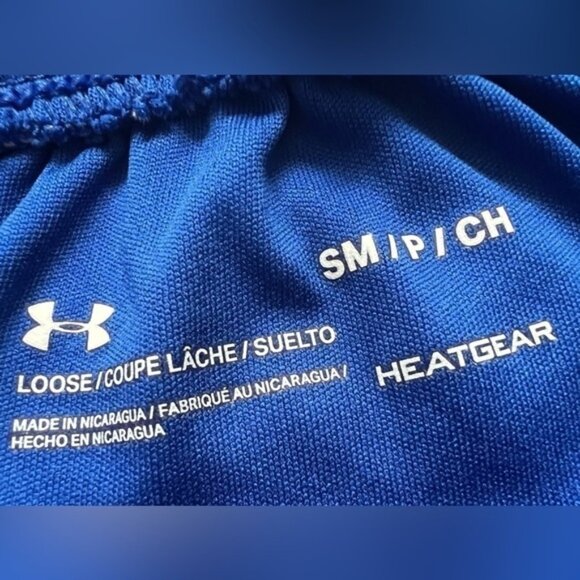 SM / P / CH
LOOSE / COUPE LÂCHE / SUELTO
HEATGEAR
MADE IN NICARAGUA / FABRIQUÉ AU NICARAGUA /
HECHO EN NICARAGUA